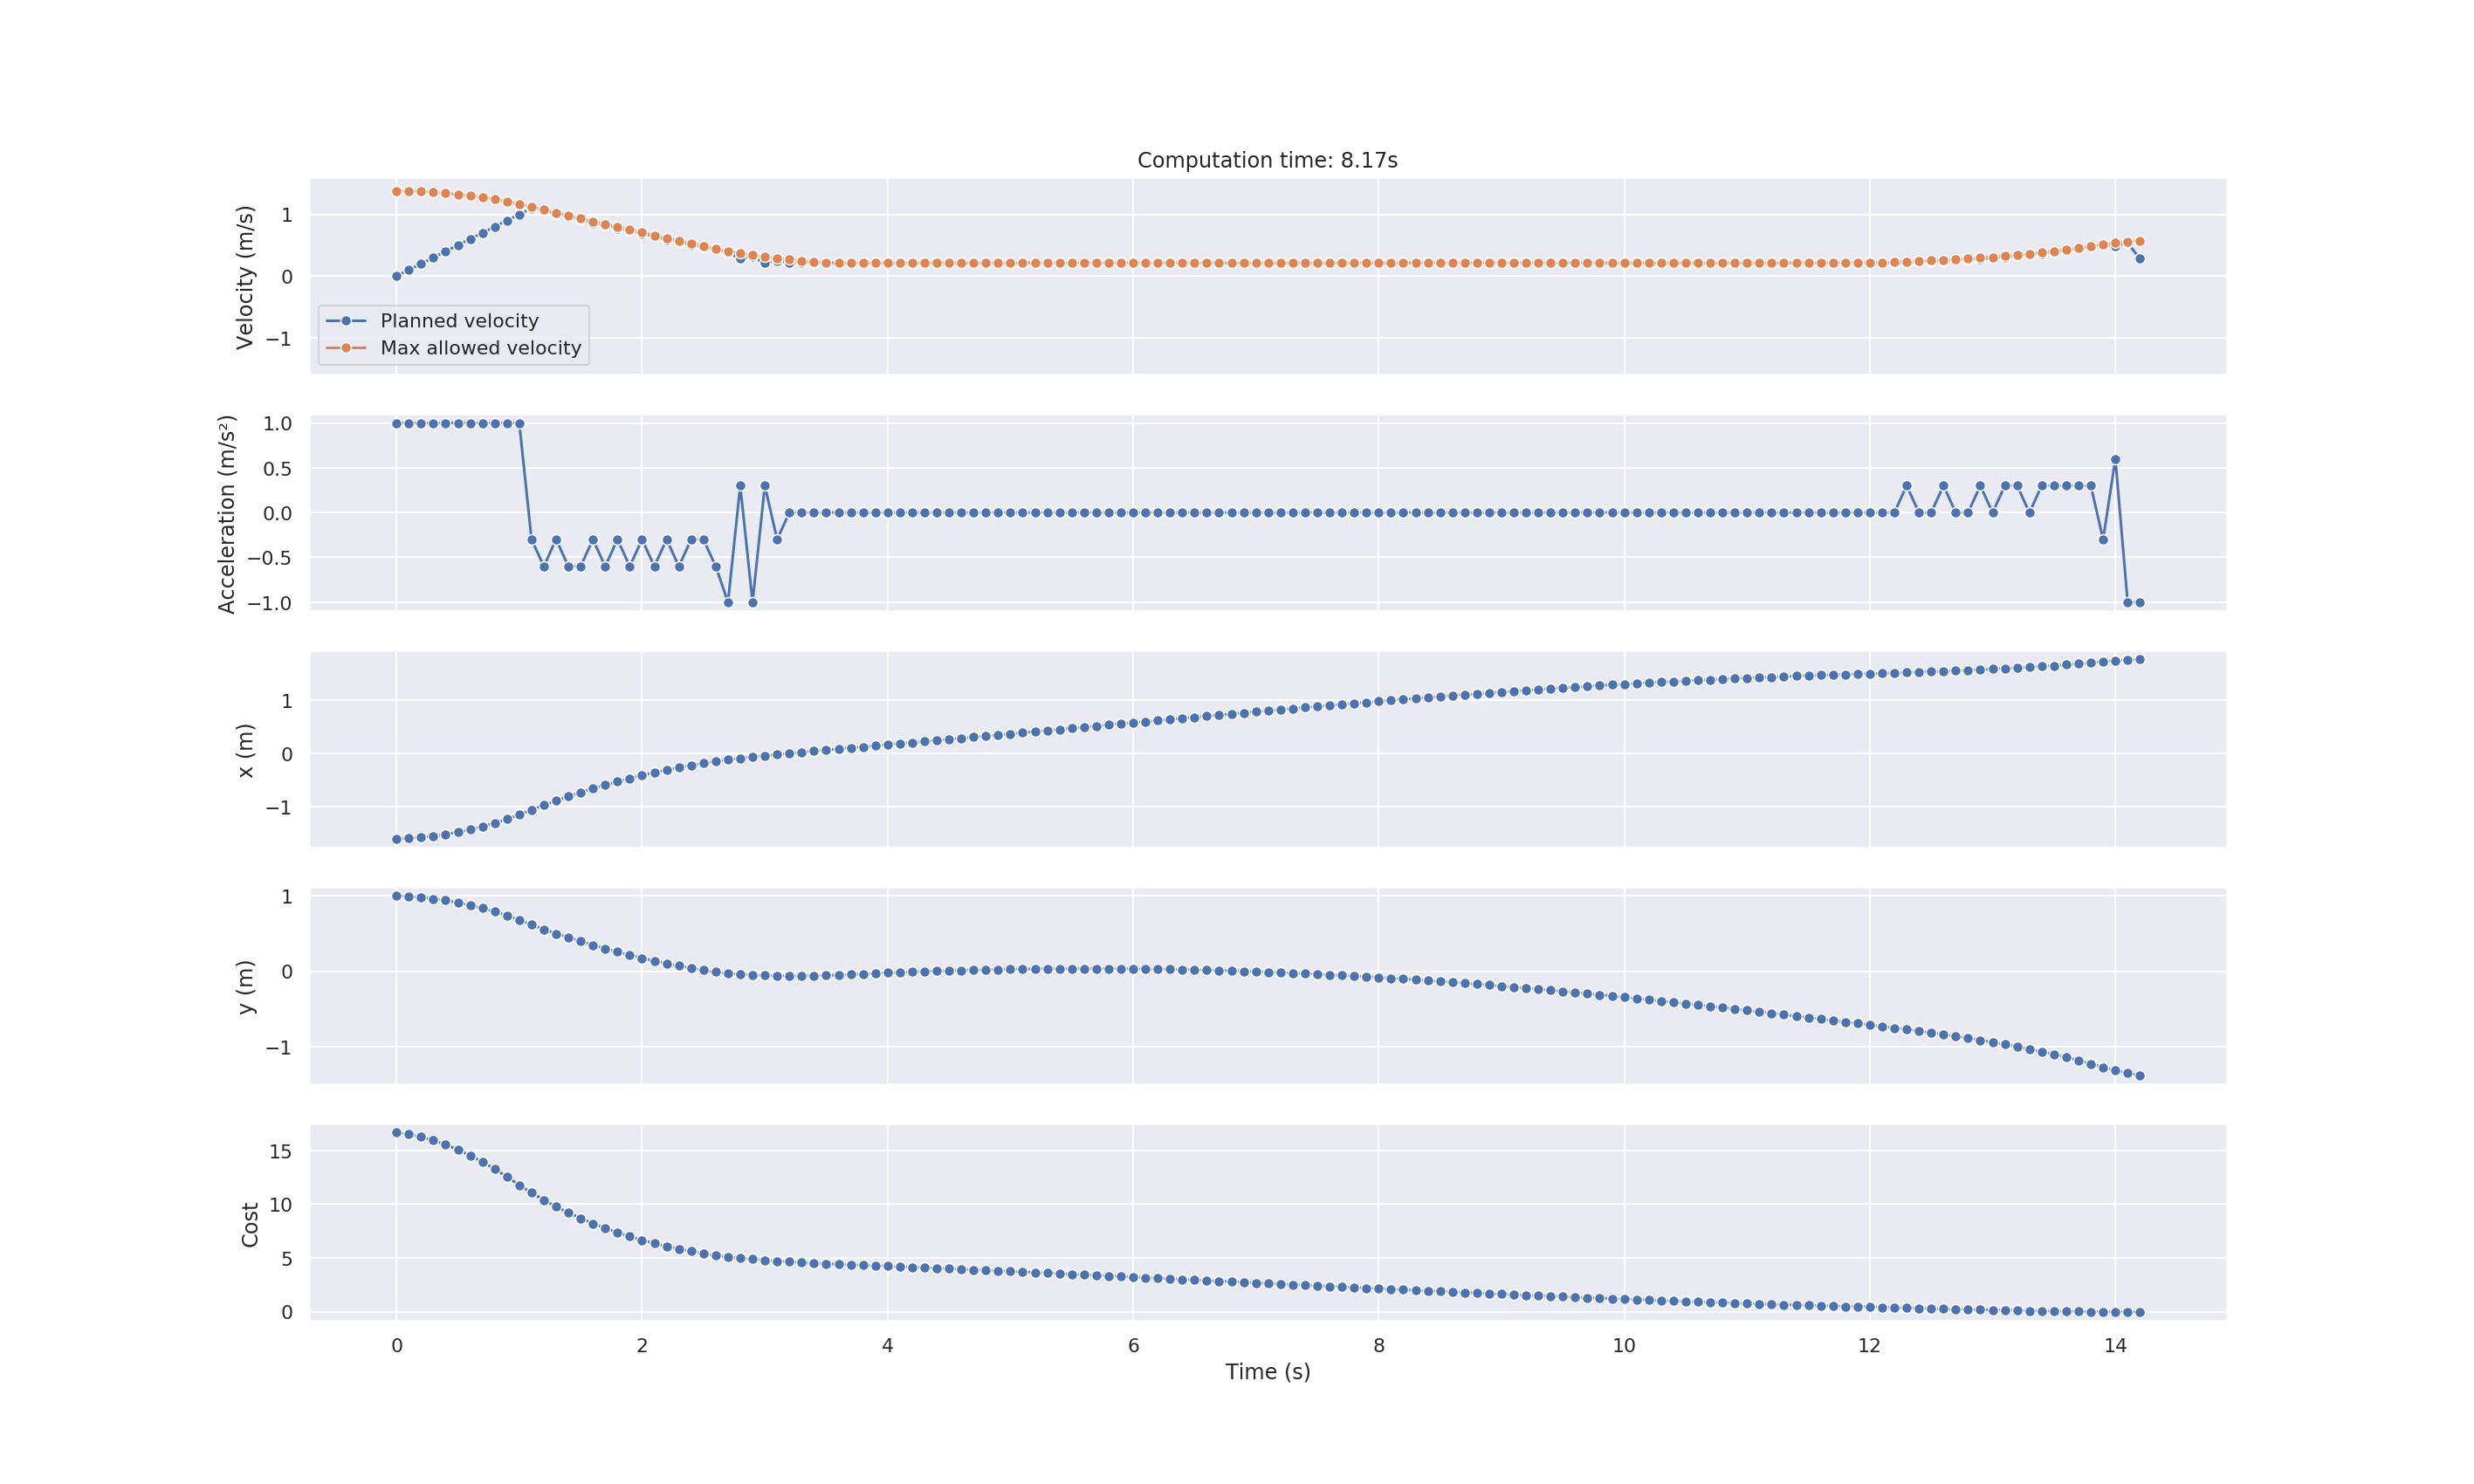 Computation time: 8.17s
Velocity (m/s)
1
0
−1
Planned velocity
Max allowed velocity
Acceleration (m/s²)
1.0
0.5
0.0
−0.5
−1.0
x (m)
1
0
−1
y (m)
1
0
−1
Cost
15
10
5
0
0 2 4 6 8 10 12 14
Time (s)